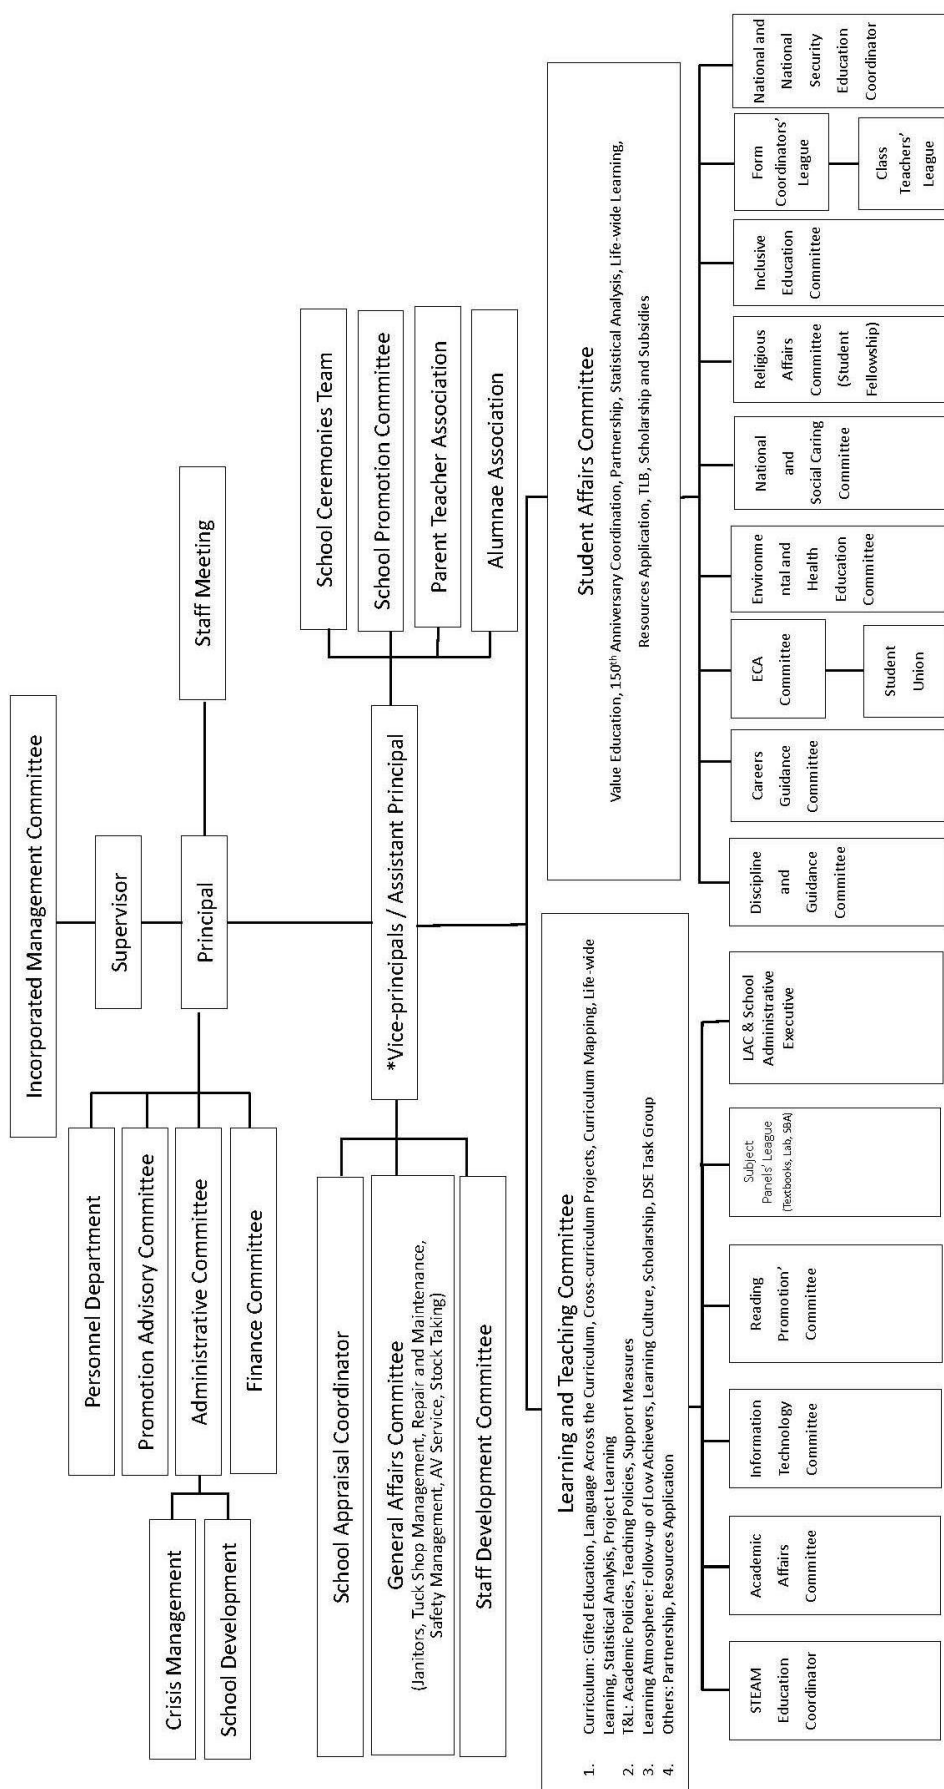 Incorporated Management Committee
Supervisor
Principal
Staff Meeting
Personnel Department
Promotion Advisory Committee
Administrative Committee
Finance Committee
Crisis Management
School Development
*Vice-principals / Assistant Principal
School Appraisal Coordinator
General Affairs Committee
(Janitors, Tuck Shop Management, Repair and Maintenance,
Safety Management, AV Service, Stock Taking)
Staff Development Committee
School Ceremonies Team
School Promotion Committee
Parent Teacher Association
Alumnae Association
Learning and Teaching Committee
1. Curriculum : Gifted Education, Language Across the Curriculum, Cross-curriculum Projects, Curriculum Mapping, Life-wide
Learning, Statistical Analysis, Project Learning
2. T&L: Academic Policies, Teaching Policies, Support Measures
3. Learning Atmosphere: Follow-up of Low Achievers, Learning Culture, Scholarship, DSE Task Group
4. Others: Partnership, Resources Application
Student Affairs Committee
Value Education, 150th Anniversary Coordination, Partnership, Statistical Analysis, Life-wide Learning,
Resources Application, TLB, Scholarship and Subsidies
STEAM
Education
Coordinator
Academic
Affairs
Committee
Information
Technology
Committee
Reading
Promotion'
Committee
Subject
Panels' League
(Textbooks, Lab, SBA)
LAC & School
Administrative
Executive
Discipline
and
Guidance
Committee
Careers
Guidance
Committee
ECA
Committee
Student
Union
Environme
ntal and
Health
Education
Committee
National
and
Social Caring
Committee
Religious
Affairs
Committee
(Student
Fellowship)
Inclusive
Education
Committee
Form
Coordinators'
League
Class
Teachers'
League
National and
National
Security
Education
Coordinator